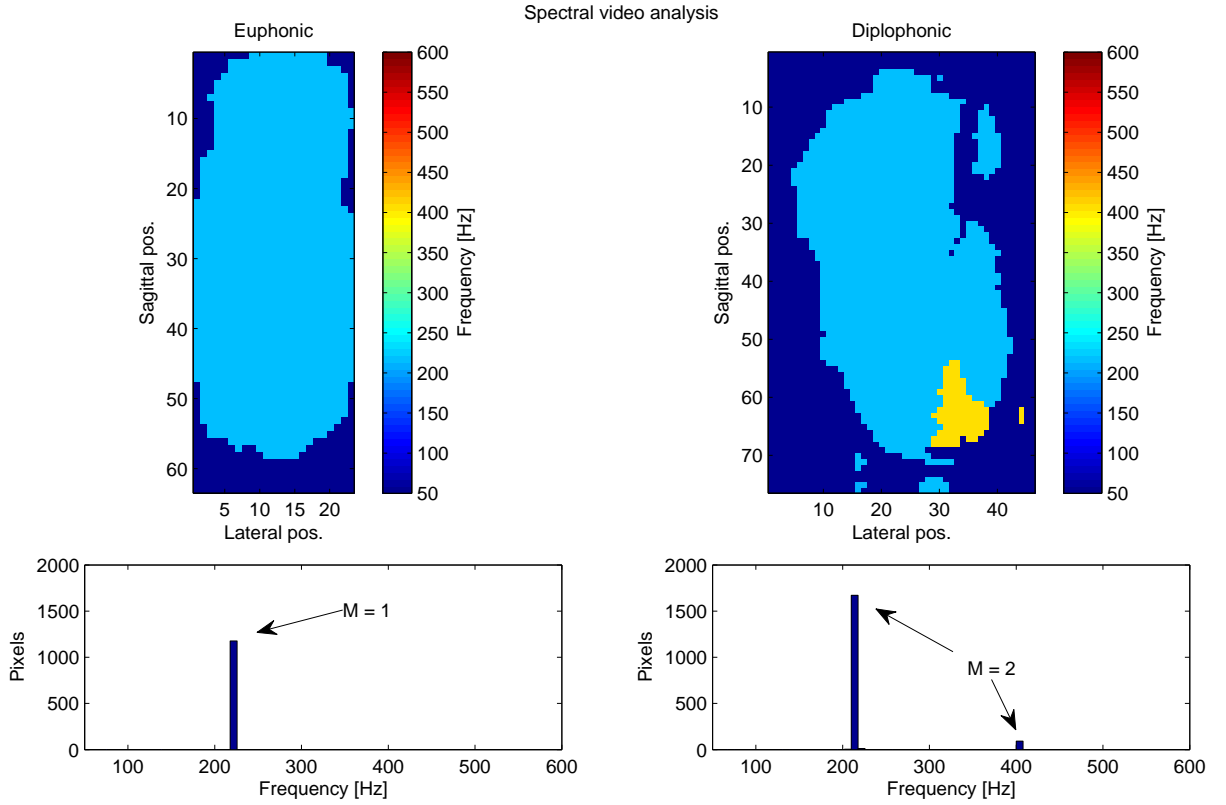 Spectral video analysis
Euphonic
Sagittal pos.
10
20
30
40
50
60
5 10 15 20
Lateral pos.
600
550
500
450
400
350
300
250
200
150
100
50
Frequency [Hz]
Diplophonic
Sagittal pos.
10
20
30
40
50
60
70
10 20 30 40
Lateral pos.
600
550
500
450
400
350
300
250
200
150
100
50
Frequency [Hz]
Pixels
2000
1500
1000
500
0
M = 1
100 200 300 400 500 600
Frequency [Hz]
Pixels
2000
1500
1000
500
0
M = 2
100 200 300 400 500 600
Frequency [Hz]